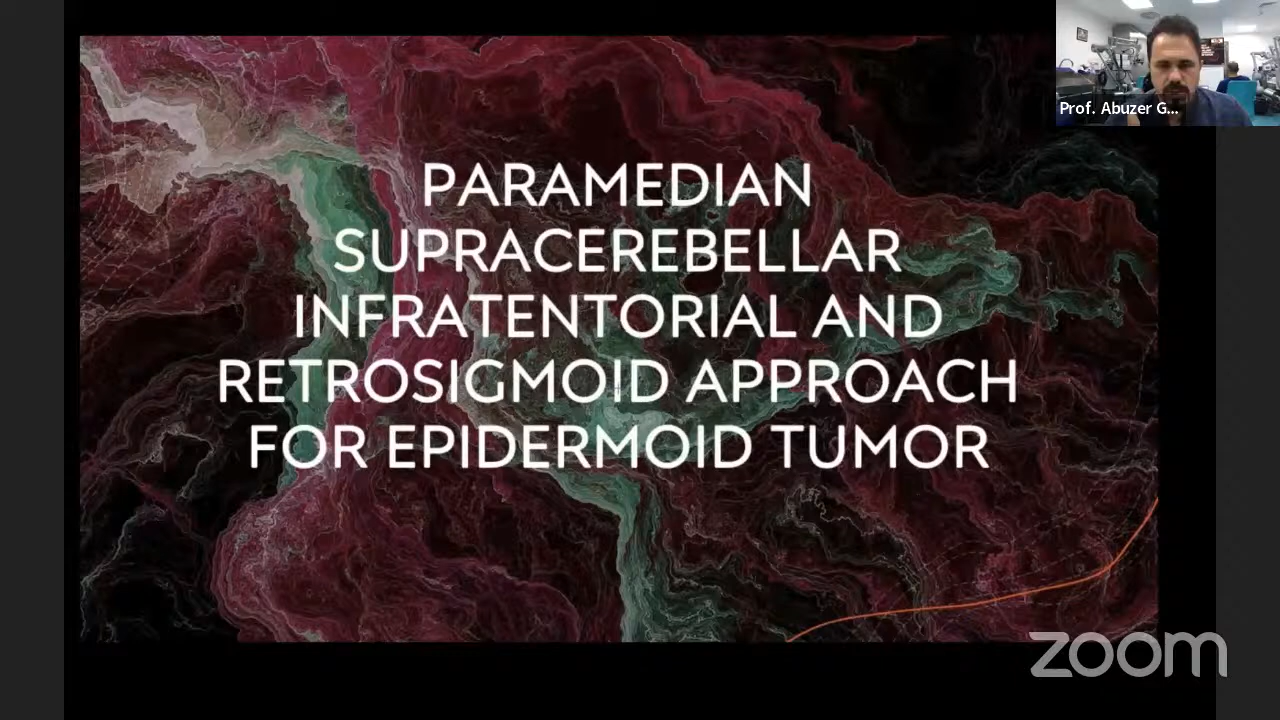 Prof. Abuzer G...
PARAMEDIAN
SUPRACEREBELLAR
INFRATENTORIAL AND
RETROSIGMOID APPROACH
FOR EPIDERMOID TUMOR
zoom